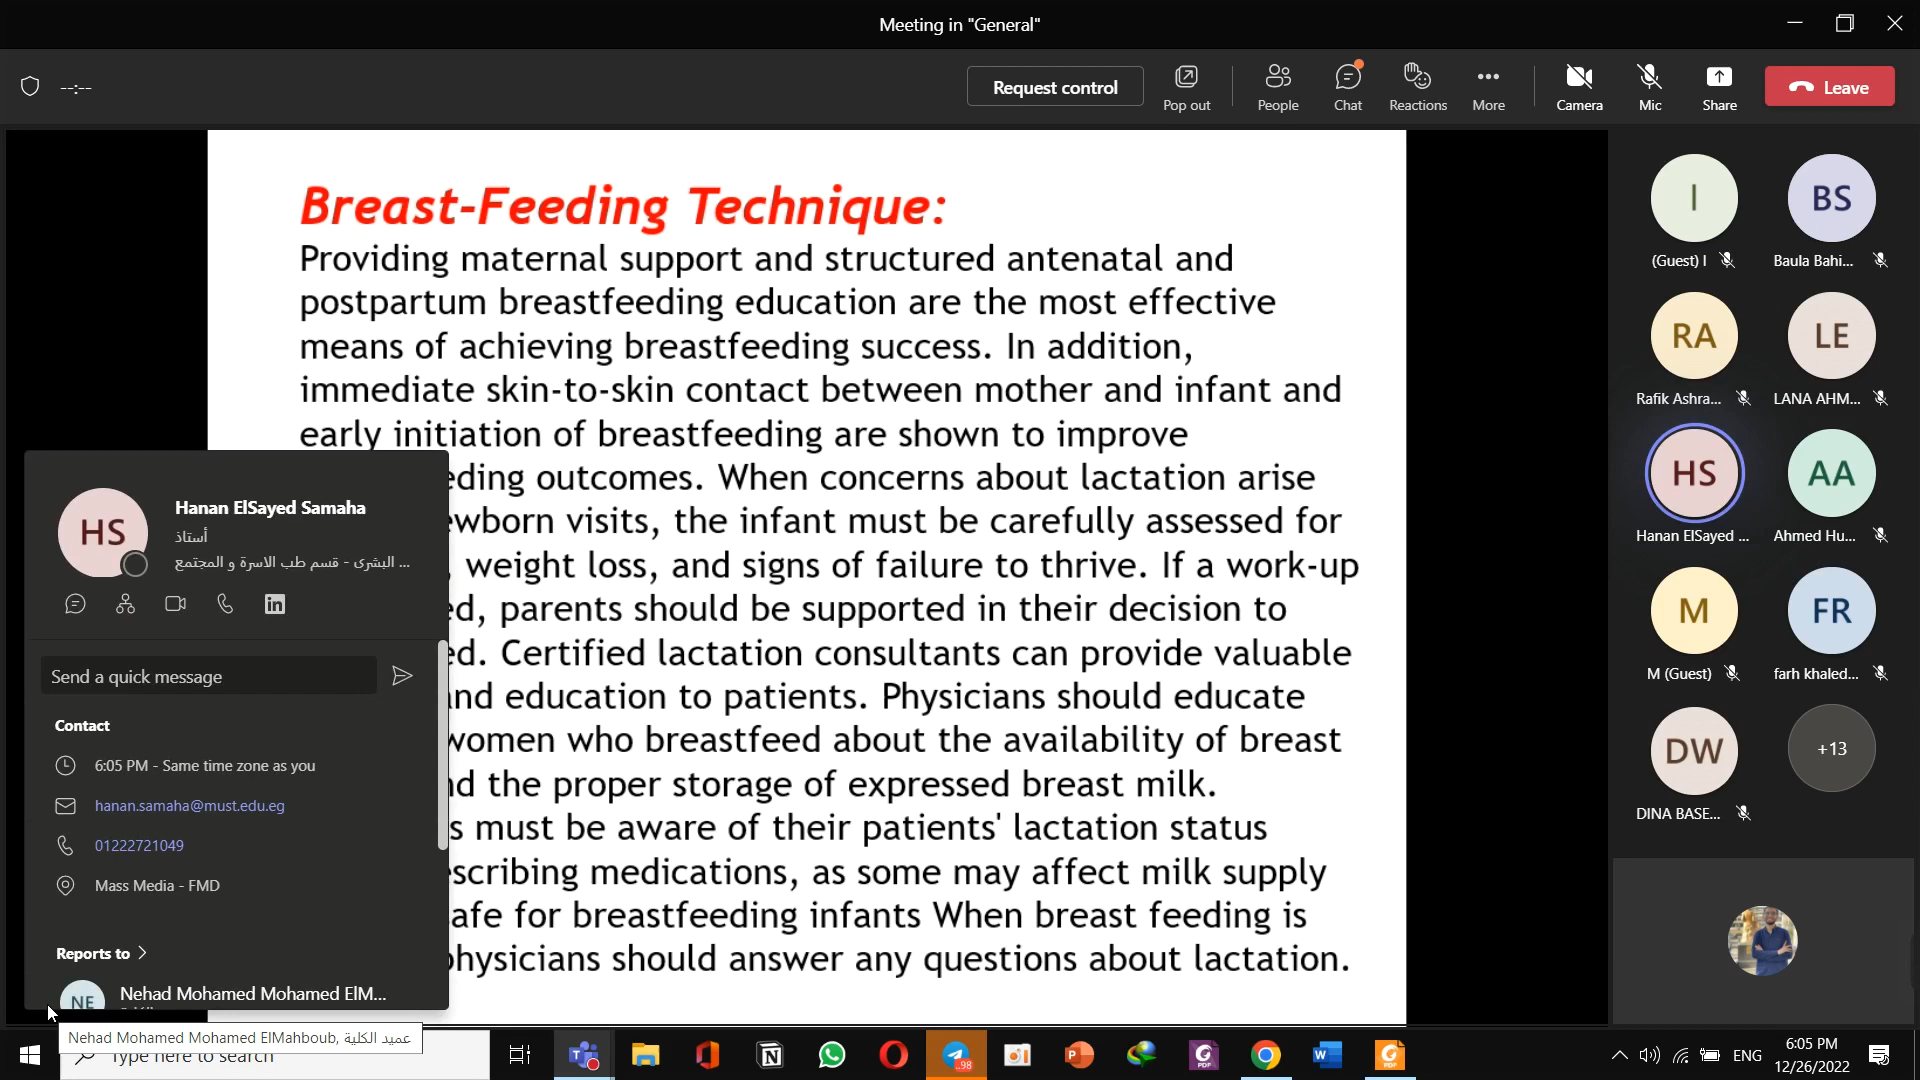 Meeting in "General"
--:--
Request control
Pop out
People
Chat
Reactions
More
Camera
Mic
Share
Leave
Breast-Feeding Technique:
Providing maternal support and structured antenatal and
postpartum breastfeeding education are the most effective
means of achieving breastfeeding success. In addition,
immediate skin-to-skin contact between mother and infant and
early initiation of breastfeeding are shown to improve
eding outcomes. When concerns about lactation arise
ewborn visits, the infant must be carefully assessed for
, weight loss, and signs of failure to thrive. If a work-up
ed, parents should be supported in their decision to
ed. Certified lactation consultants can provide valuable
nd education to patients. Physicians should educate
women who breastfeed about the availability of breast
nd the proper storage of expressed breast milk.
s must be aware of their patients' lactation status
scribing medications, as some may affect milk supply
afe for breastfeeding infants When breast feeding is
physicians should answer any questions about lactation.
HS
Hanan ElSayed Samaha
أستاذ
... البشرى - قسم طب الاسرة و المجتمع
in
Send a quick message
Contact
6:05 PM - Same time zone as you
hanan.samaha@must.edu.eg
01222721049
Mass Media - FMD
Reports to
NE
Nehad Mohamed Mohamed ElM...
Nehad Mohamed Mohamed ElMahboub, عميد الكلية
Type here to search
I
(Guest) I
BS
Baula Bahi...
RA
Rafik Ashra...
LE
LANA AHM...
HS
Hanan ElSayed ...
AA
Ahmed Hu...
M
M (Guest)
FR
farh khaled...
DW
DINA BASE...
+13
..98
ENG
6:05 PM
12/26/2022